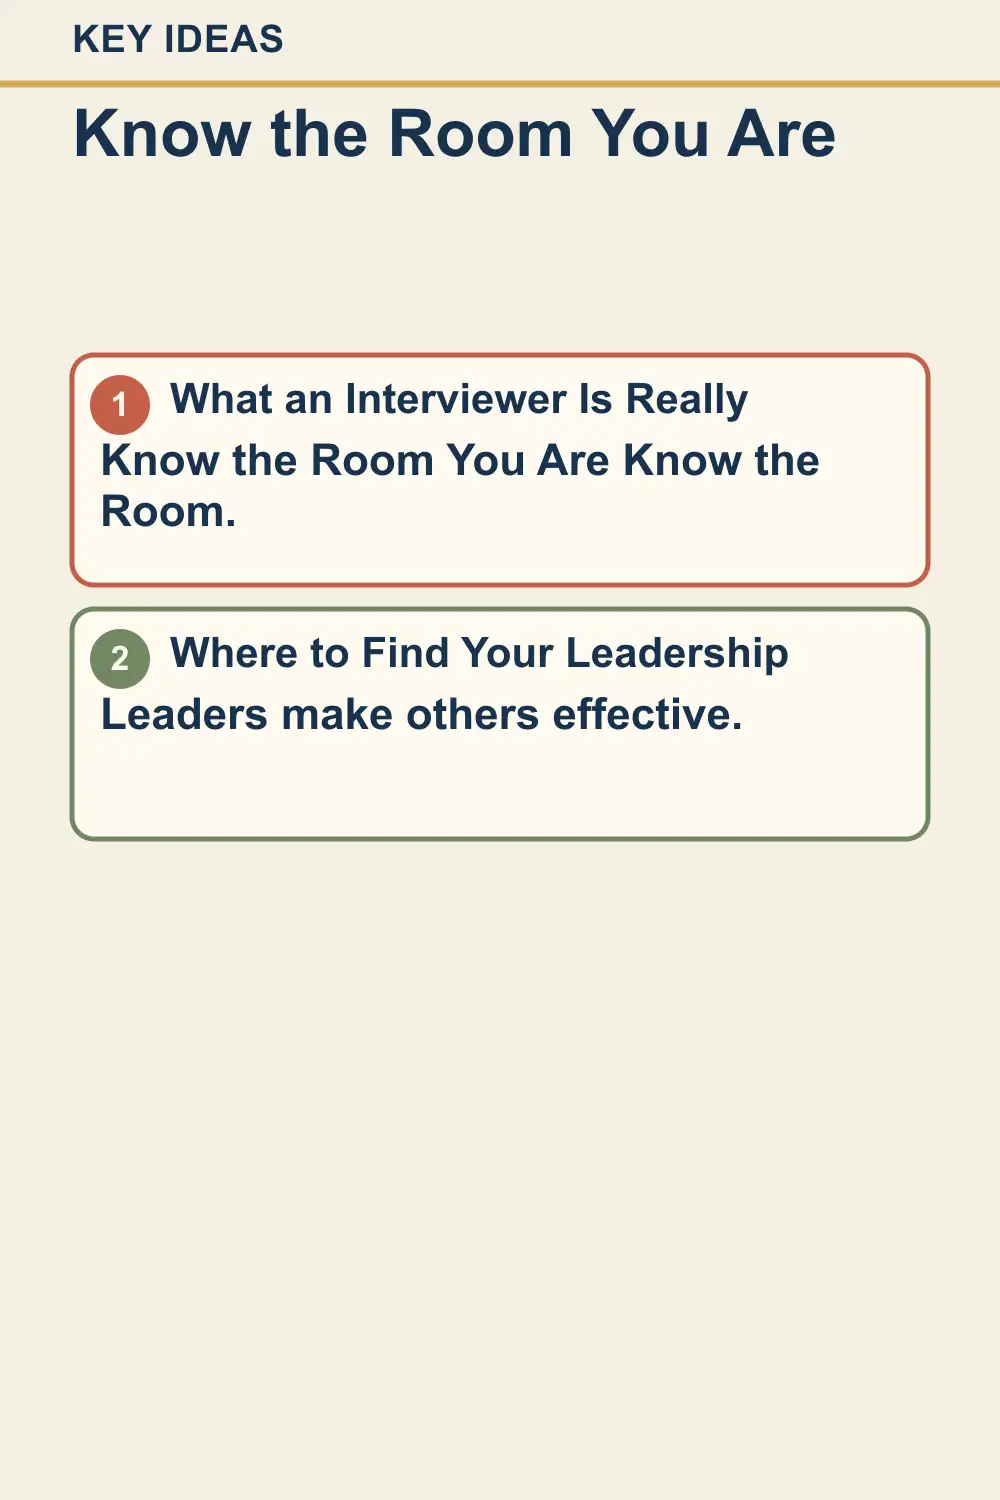 KEY IDEAS
Know the Room You Are
1 What an Interviewer Is Really
Know the Room You Are Know the
Room.
2 Where to Find Your Leadership
Leaders make others effective.